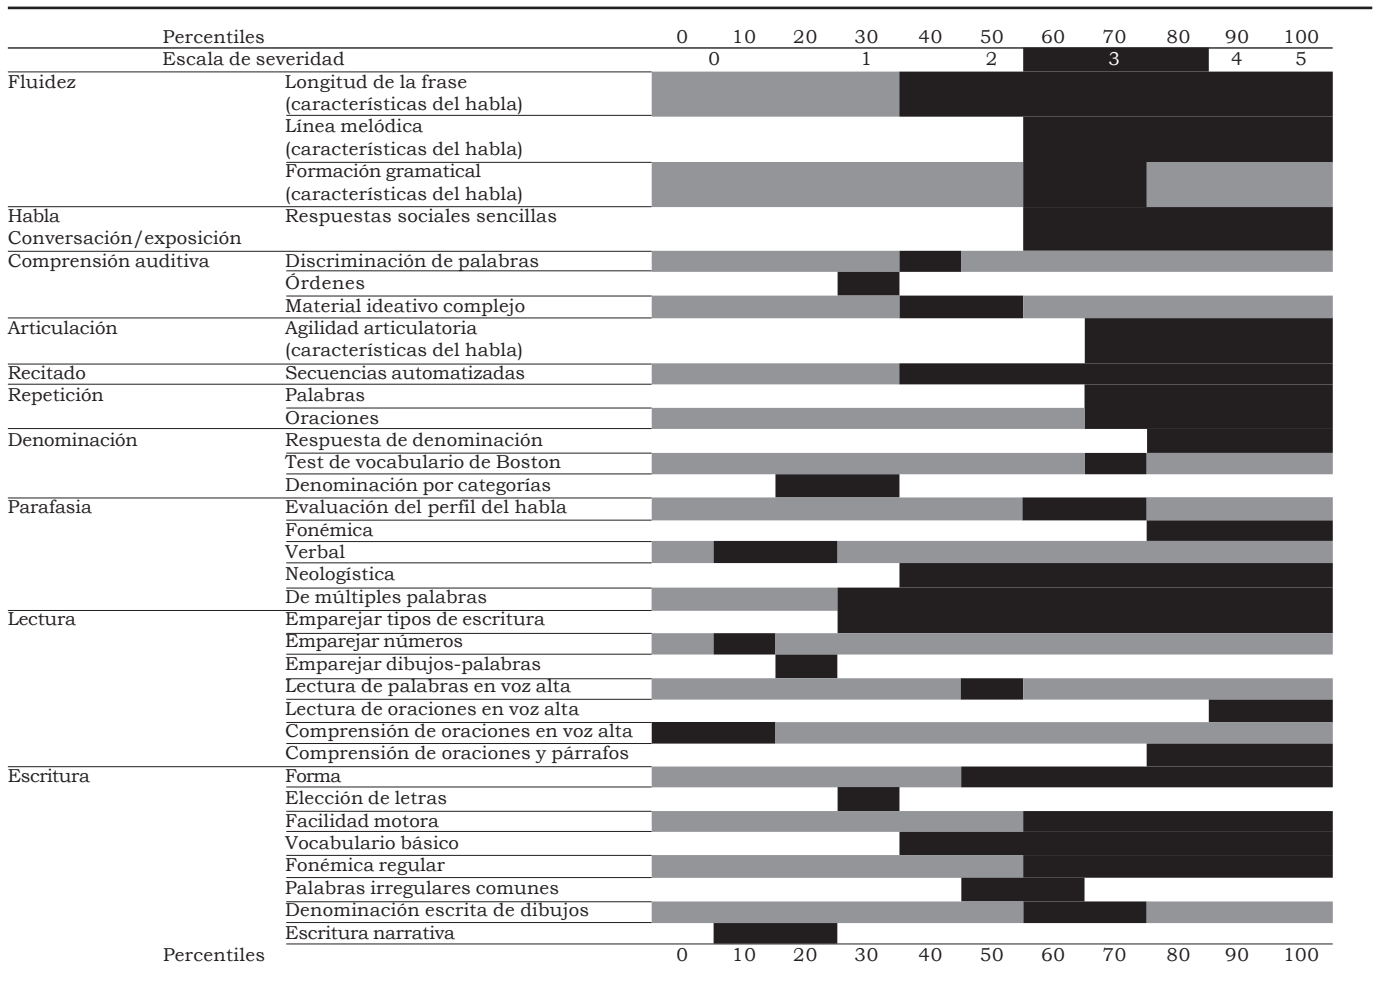 Percentiles 0 10 20 30 40 50 60 70 80 90 100
Escala de severidad 0 1 2 3 4 5
Fluidez Longitud de la frase
(características del habla)
Línea melódica
(características del habla)
Formación gramatical
(características del habla)
Habla Respuestas sociales sencillas
Conversación/exposición
Comprensión auditiva Discriminación de palabras
Órdenes
Material ideativo complejo
Articulación Agilidad articulatoria
(características del habla)
Recitado Secuencias automatizadas
Repetición Palabras
Oraciones
Denominación Respuesta de denominación
Test de vocabulario de Boston
Denominación por categorías
Parafasia Evaluación del perfil del habla
Fonémica
Verbal
Neologística
De múltiples palabras
Lectura Emparejar tipos de escritura
Emparejar números
Emparejar dibujos-palabras
Lectura de palabras en voz alta
Lectura de oraciones en voz alta
Comprensión de oraciones en voz alta
Comprensión de oraciones y párrafos
Escritura Forma
Elección de letras
Facilidad motora
Vocabulario básico
Fonémica regular
Palabras irregulares comunes
Denominación escrita de dibujos
Escritura narrativa
Percentiles 0 10 20 30 40 50 60 70 80 90 100